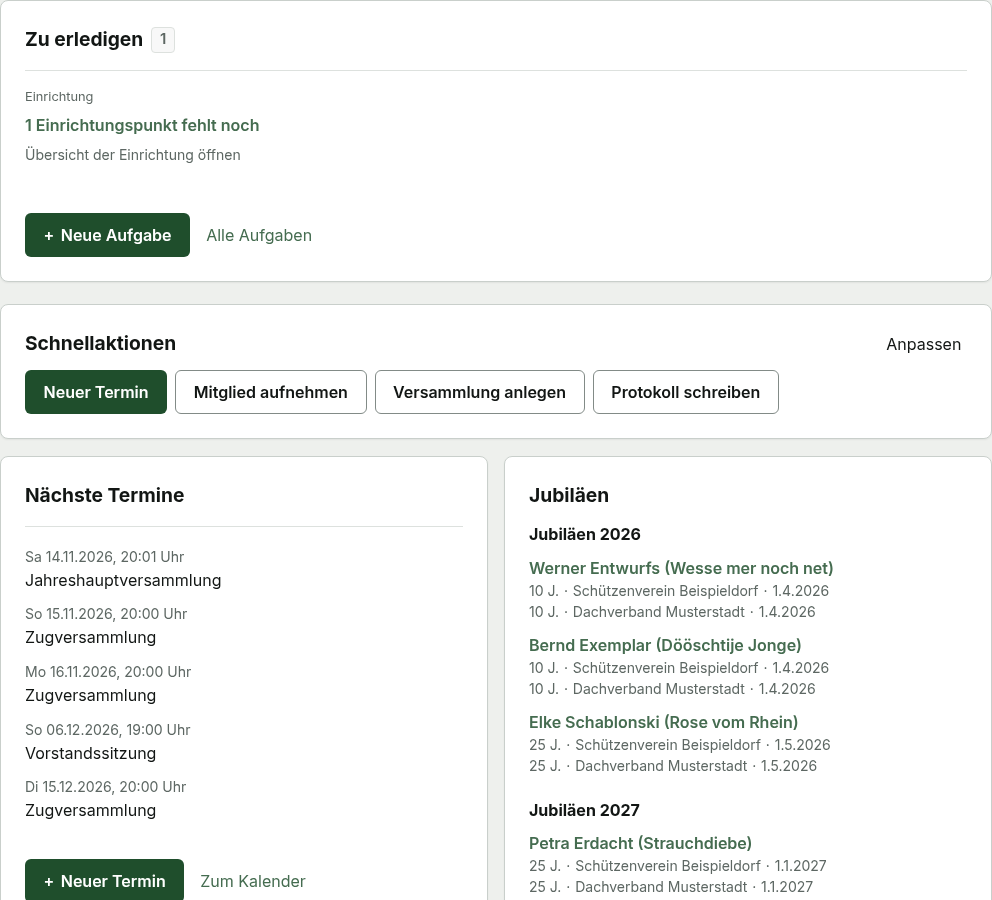 Zu erledigen 1
Einrichtung
1 Einrichtungspunkt fehlt noch
Übersicht der Einrichtung öffnen
+ Neue Aufgabe Alle Aufgaben
Schnellaktionen Anpassen
Neuer Termin Mitglied aufnehmen Versammlung anlegen Protokoll schreiben
Nächste Termine
Sa 14.11.2026, 20:01 Uhr
Jahreshauptversammlung
So 15.11.2026, 20:00 Uhr
Zugversammlung
Mo 16.11.2026, 20:00 Uhr
Zugversammlung
So 06.12.2026, 19:00 Uhr
Vorstandssitzung
Di 15.12.2026, 20:00 Uhr
Zugversammlung
+ Neuer Termin Zum Kalender
Jubiläen
Jubiläen 2026
Werner Entwurfs (Wesse mer noch net)
10 J. · Schützenverein Beispieldorf · 1.4.2026
10 J. · Dachverband Musterstadt · 1.4.2026
Bernd Exemplar (Dööschtije Jonge)
10 J. · Schützenverein Beispieldorf · 1.4.2026
10 J. · Dachverband Musterstadt · 1.4.2026
Elke Schablonski (Rose vom Rhein)
25 J. · Schützenverein Beispieldorf · 1.5.2026
25 J. · Dachverband Musterstadt · 1.5.2026
Jubiläen 2027
Petra Erdacht (Strauchdiebe)
25 J. · Schützenverein Beispieldorf · 1.1.2027
25 J. · Dachverband Musterstadt · 1.1.2027